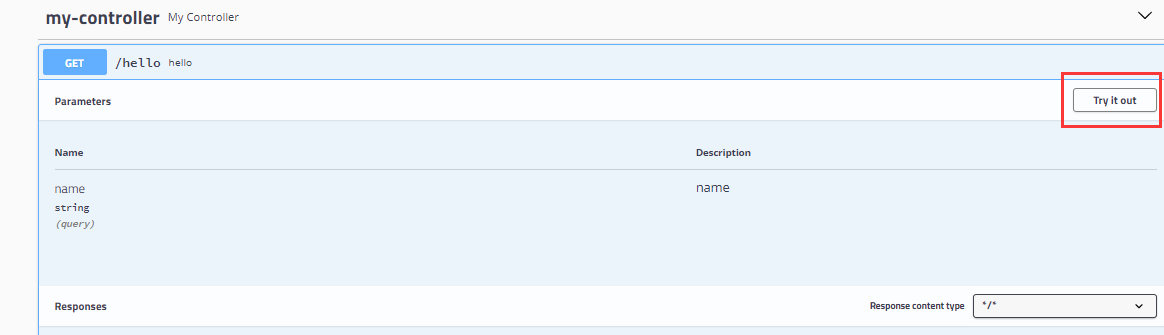 my-controller My Controller
GET /hello hello
Parameters Try it out
Name Description
name name
string
(query)
Responses Response content type */*